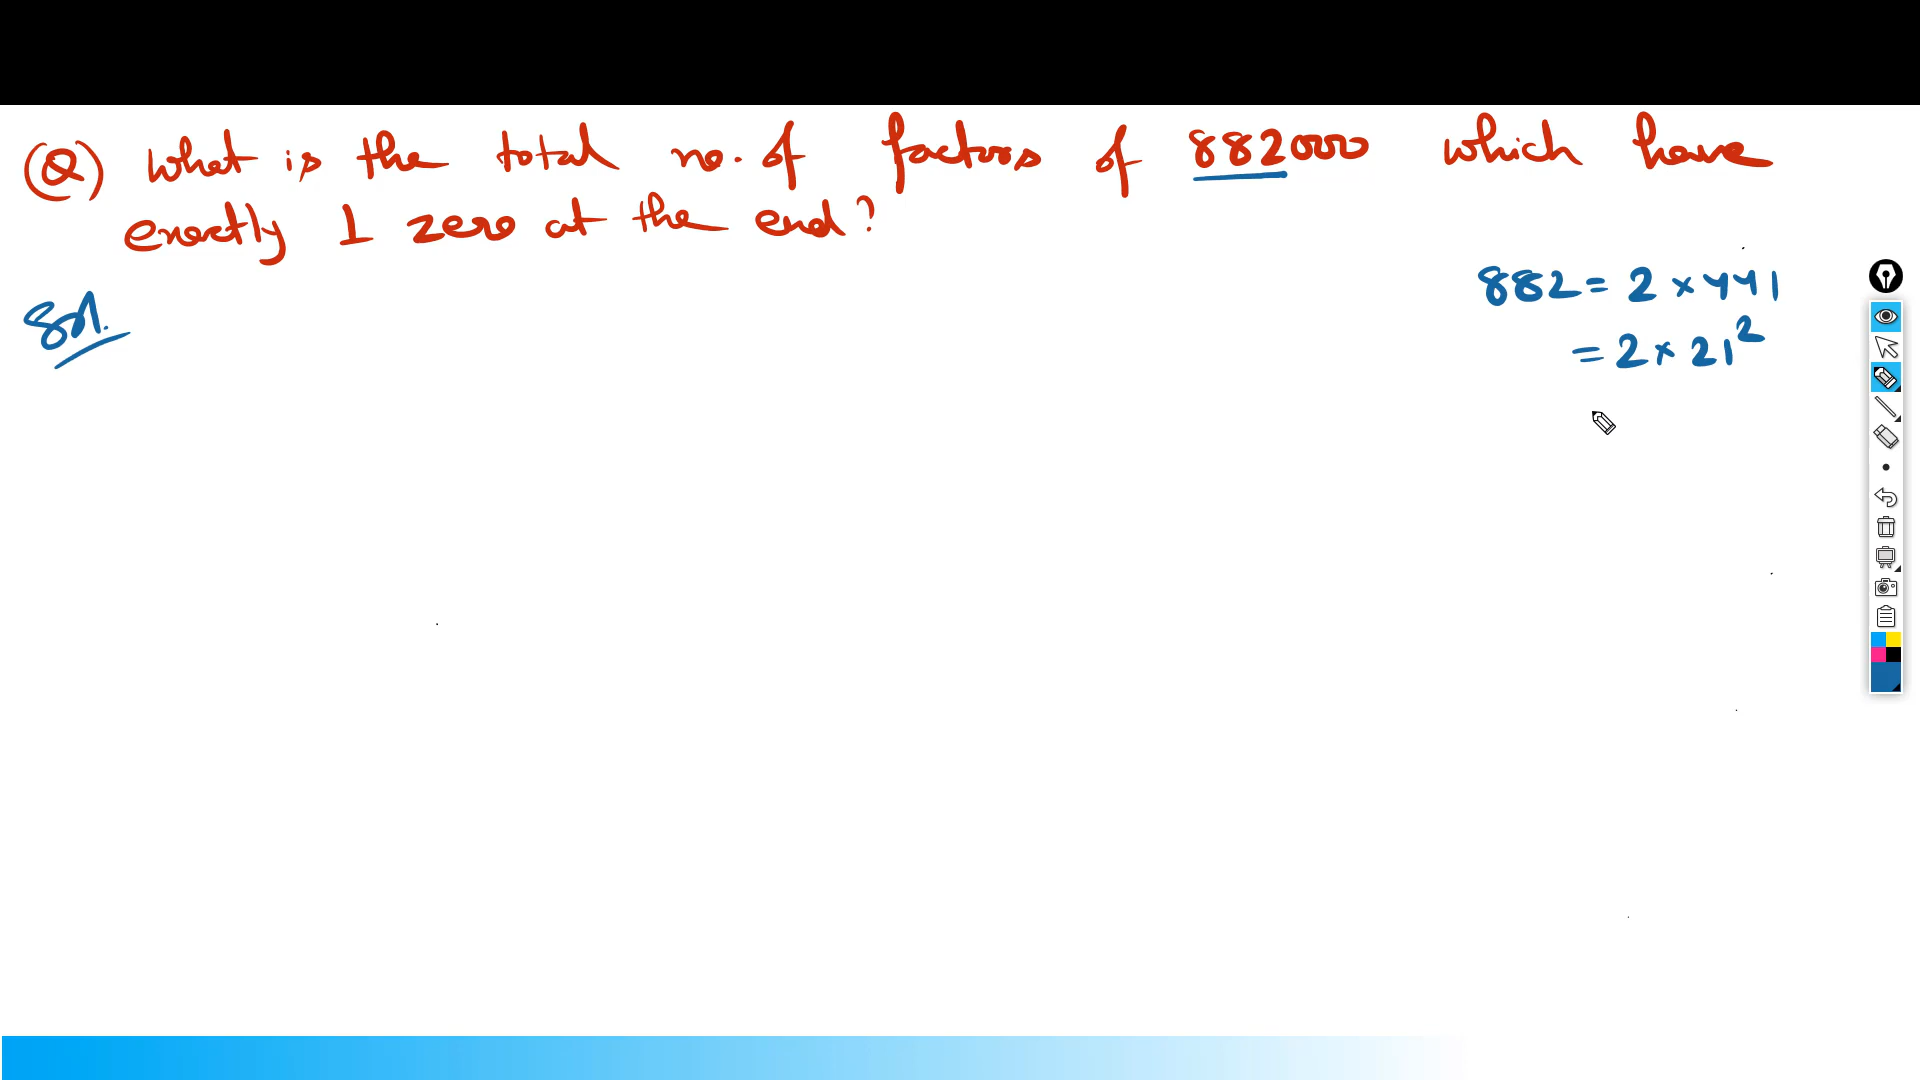 (Q) What is the total no. of factors of 882000 which have
exactly 1 zero at the end?
Sol.
882 = 2 × 441
= 2 × 21²